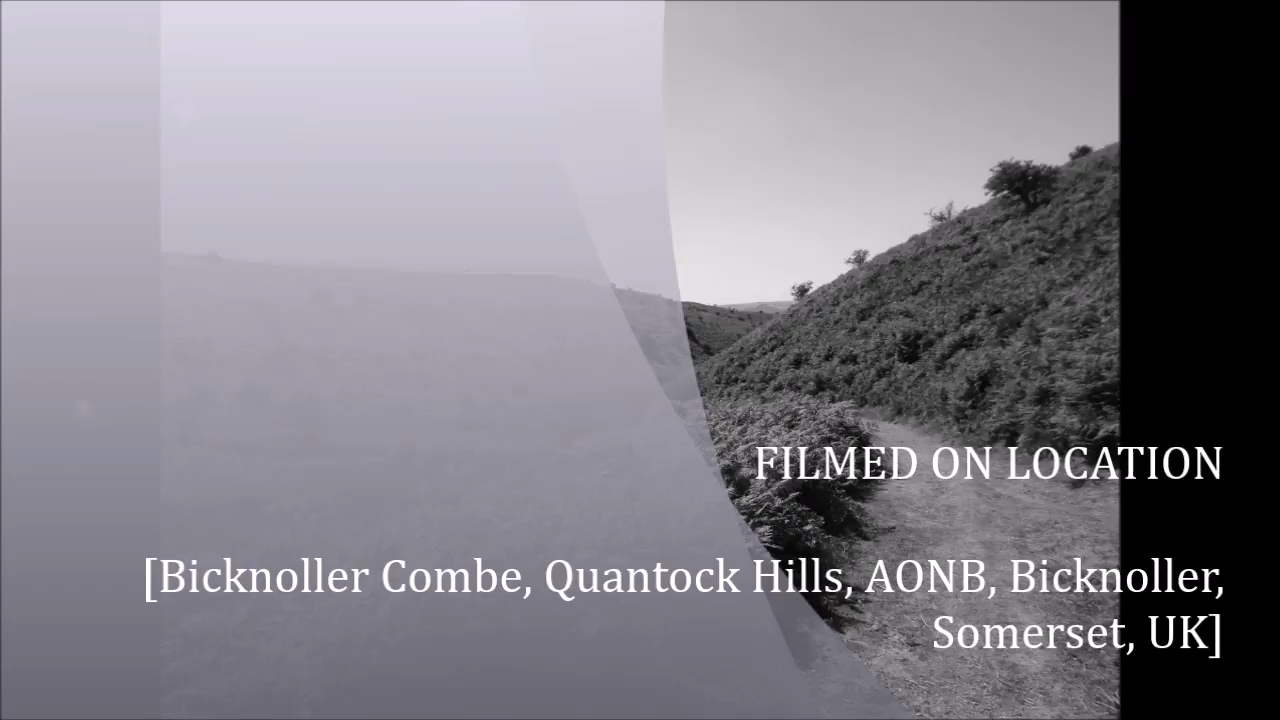 FILMED ON LOCATION
[Bicknoller Combe, Quantock Hills, AONB, Bicknoller,
Somerset, UK]